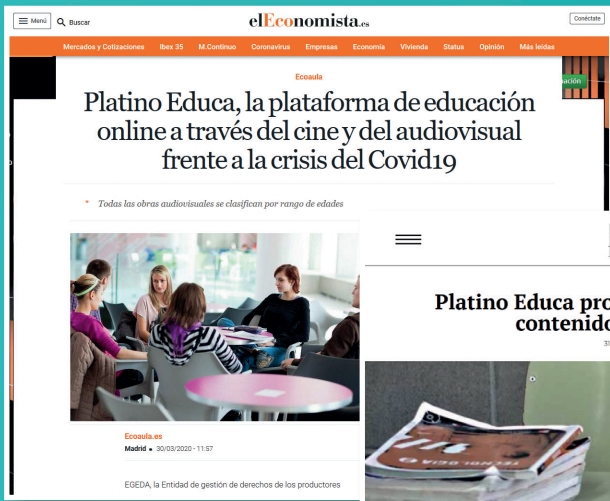 Menú
Buscar
elEconomista.es
Conéctate
Mercados y Cotizaciones Ibex 35 M.Continuo Coronavirus Empresas Economía Vivienda Status Opinión Más leídas
Ecoaula
Platino Educa, la plataforma de educación
online a través del cine y del audiovisual
frente a la crisis del Covid19
* Todas las obras audiovisuales se clasifican por rango de edades
Ecoaula.es
Madrid • 30/03/2020 - 11:57
EGEDA, la Entidad de gestión de derechos de los productores
Platino Educa pro
contenido
31
TECNOLOGÍA